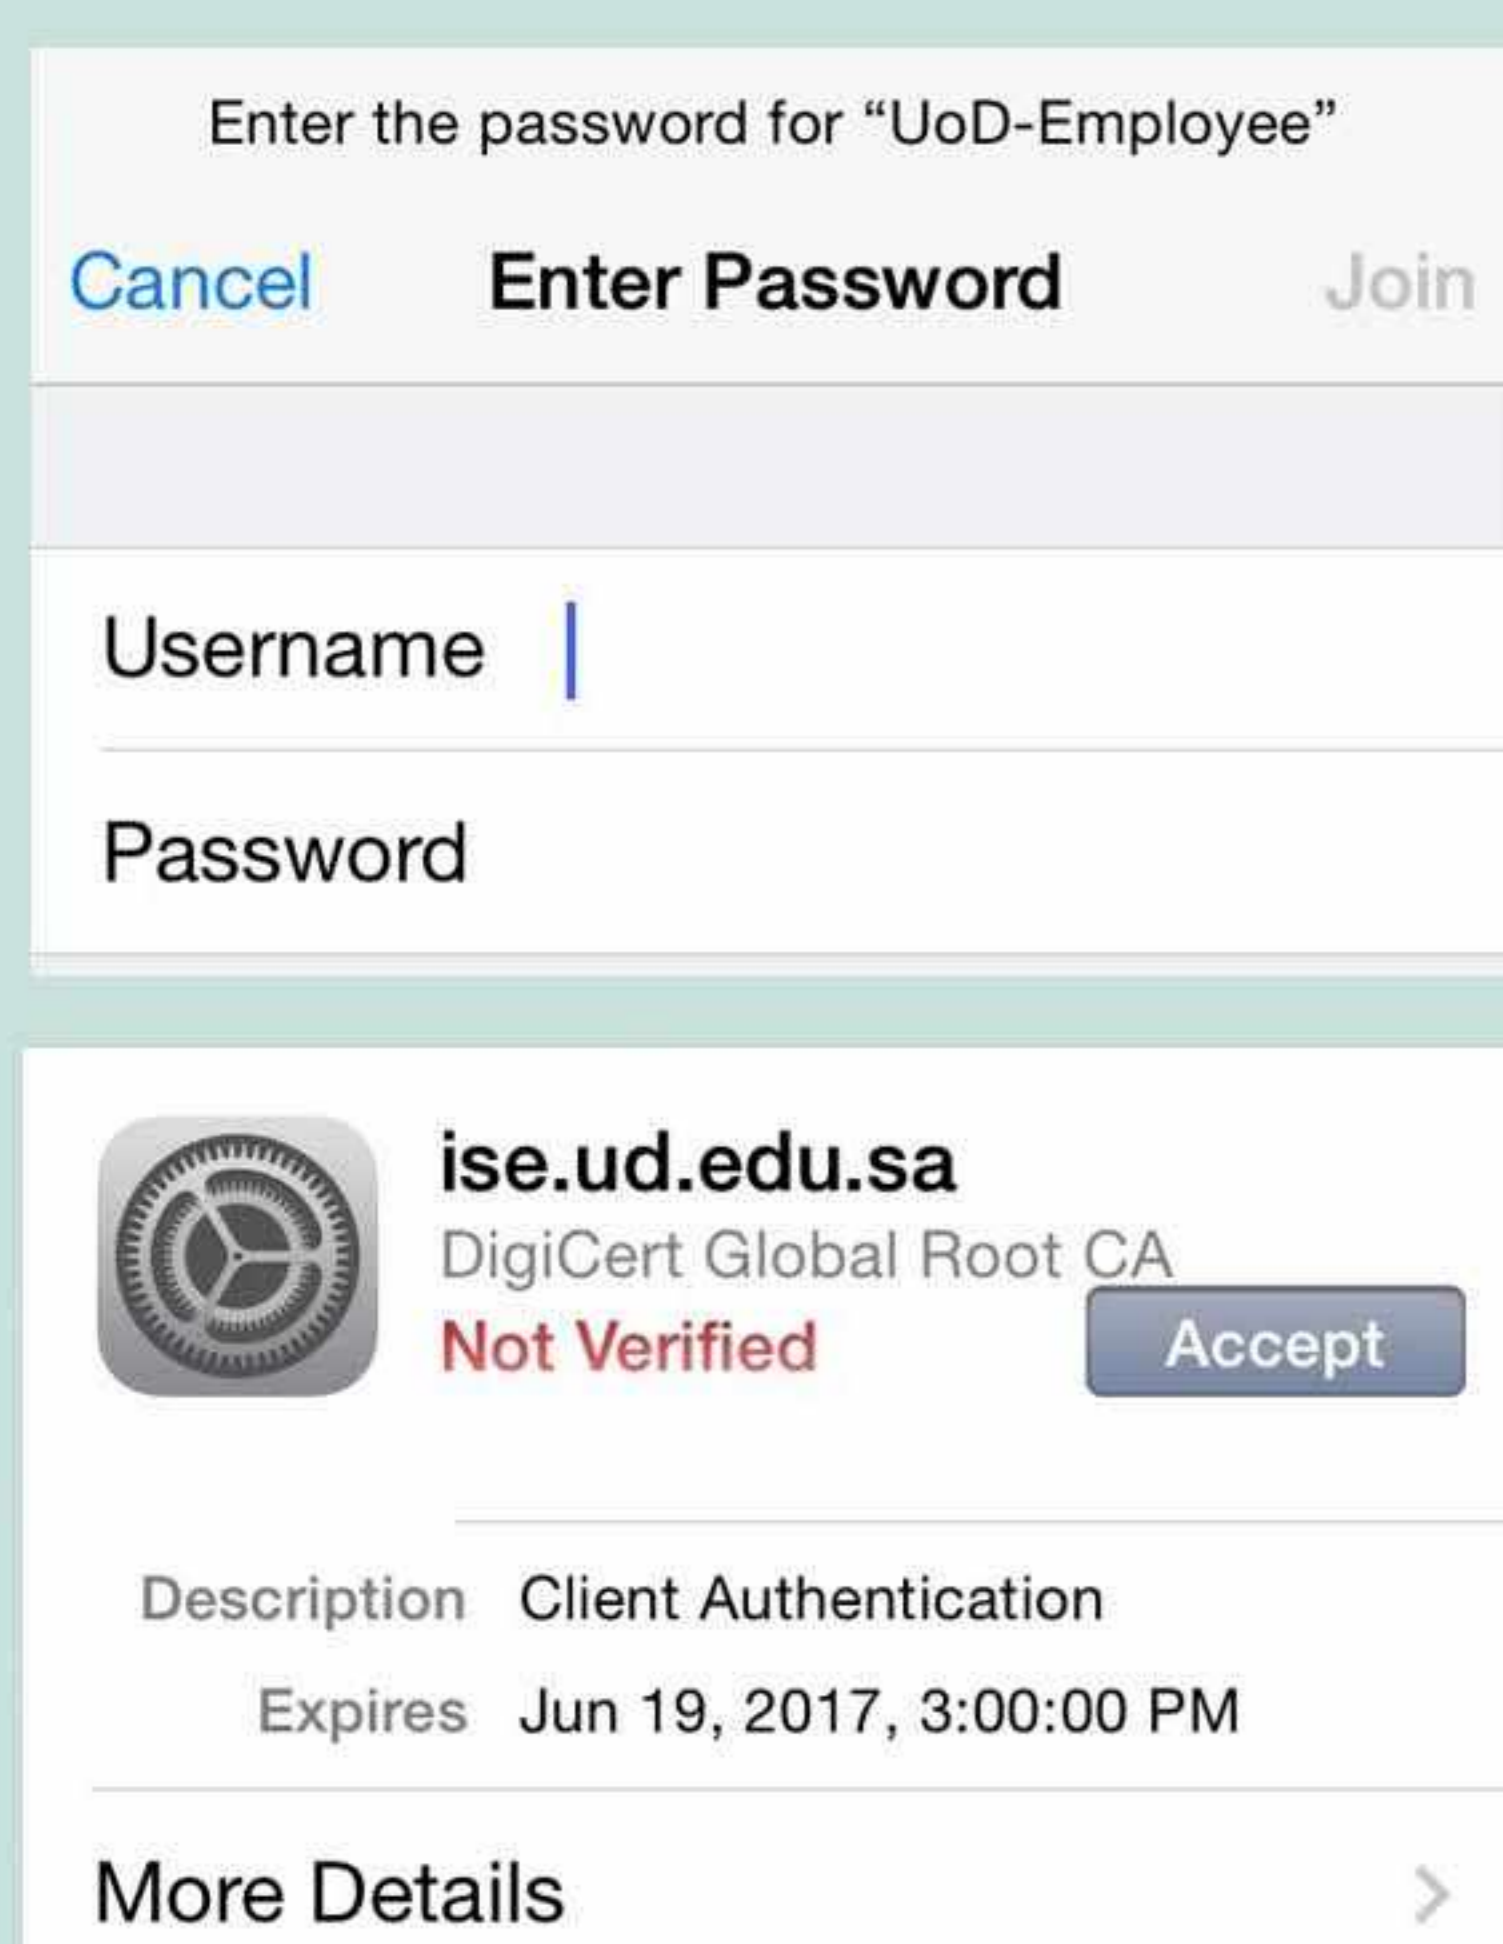 Enter the password for “UoD-Employee”
Cancel Enter Password Join
Username
Password
ise.ud.edu.sa
DigiCert Global Root CA
Not Verified Accept
Description Client Authentication
Expires Jun 19, 2017, 3:00:00 PM
More Details